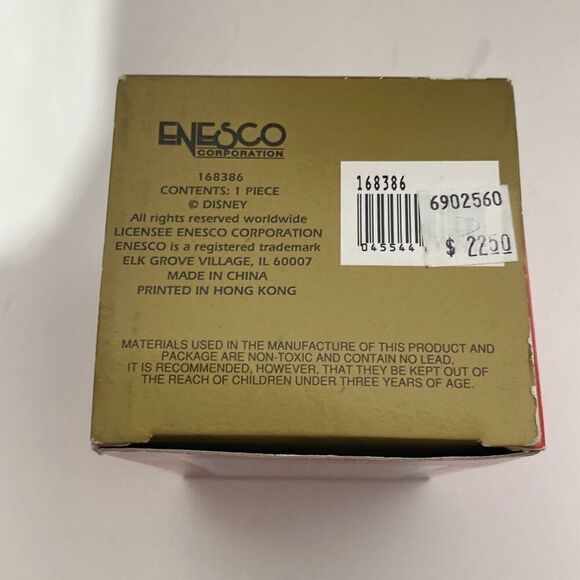 ENESCO
CORPORATION
168386
CONTENTS: 1 PIECE
© DISNEY
All rights reserved worldwide
LICENSEE ENESCO CORPORATION
ENESCO is a registered trademark
ELK GROVE VILLAGE, IL 60007
MADE IN CHINA
PRINTED IN HONG KONG
168386
045544
6902560
$ 2250
MATERIALS USED IN THE MANUFACTURE OF THIS PRODUCT AND
PACKAGE ARE NON-TOXIC AND CONTAIN NO LEAD.
IT IS RECOMMENDED, HOWEVER, THAT THEY BE KEPT OUT OF
THE REACH OF CHILDREN UNDER THREE YEARS OF AGE.